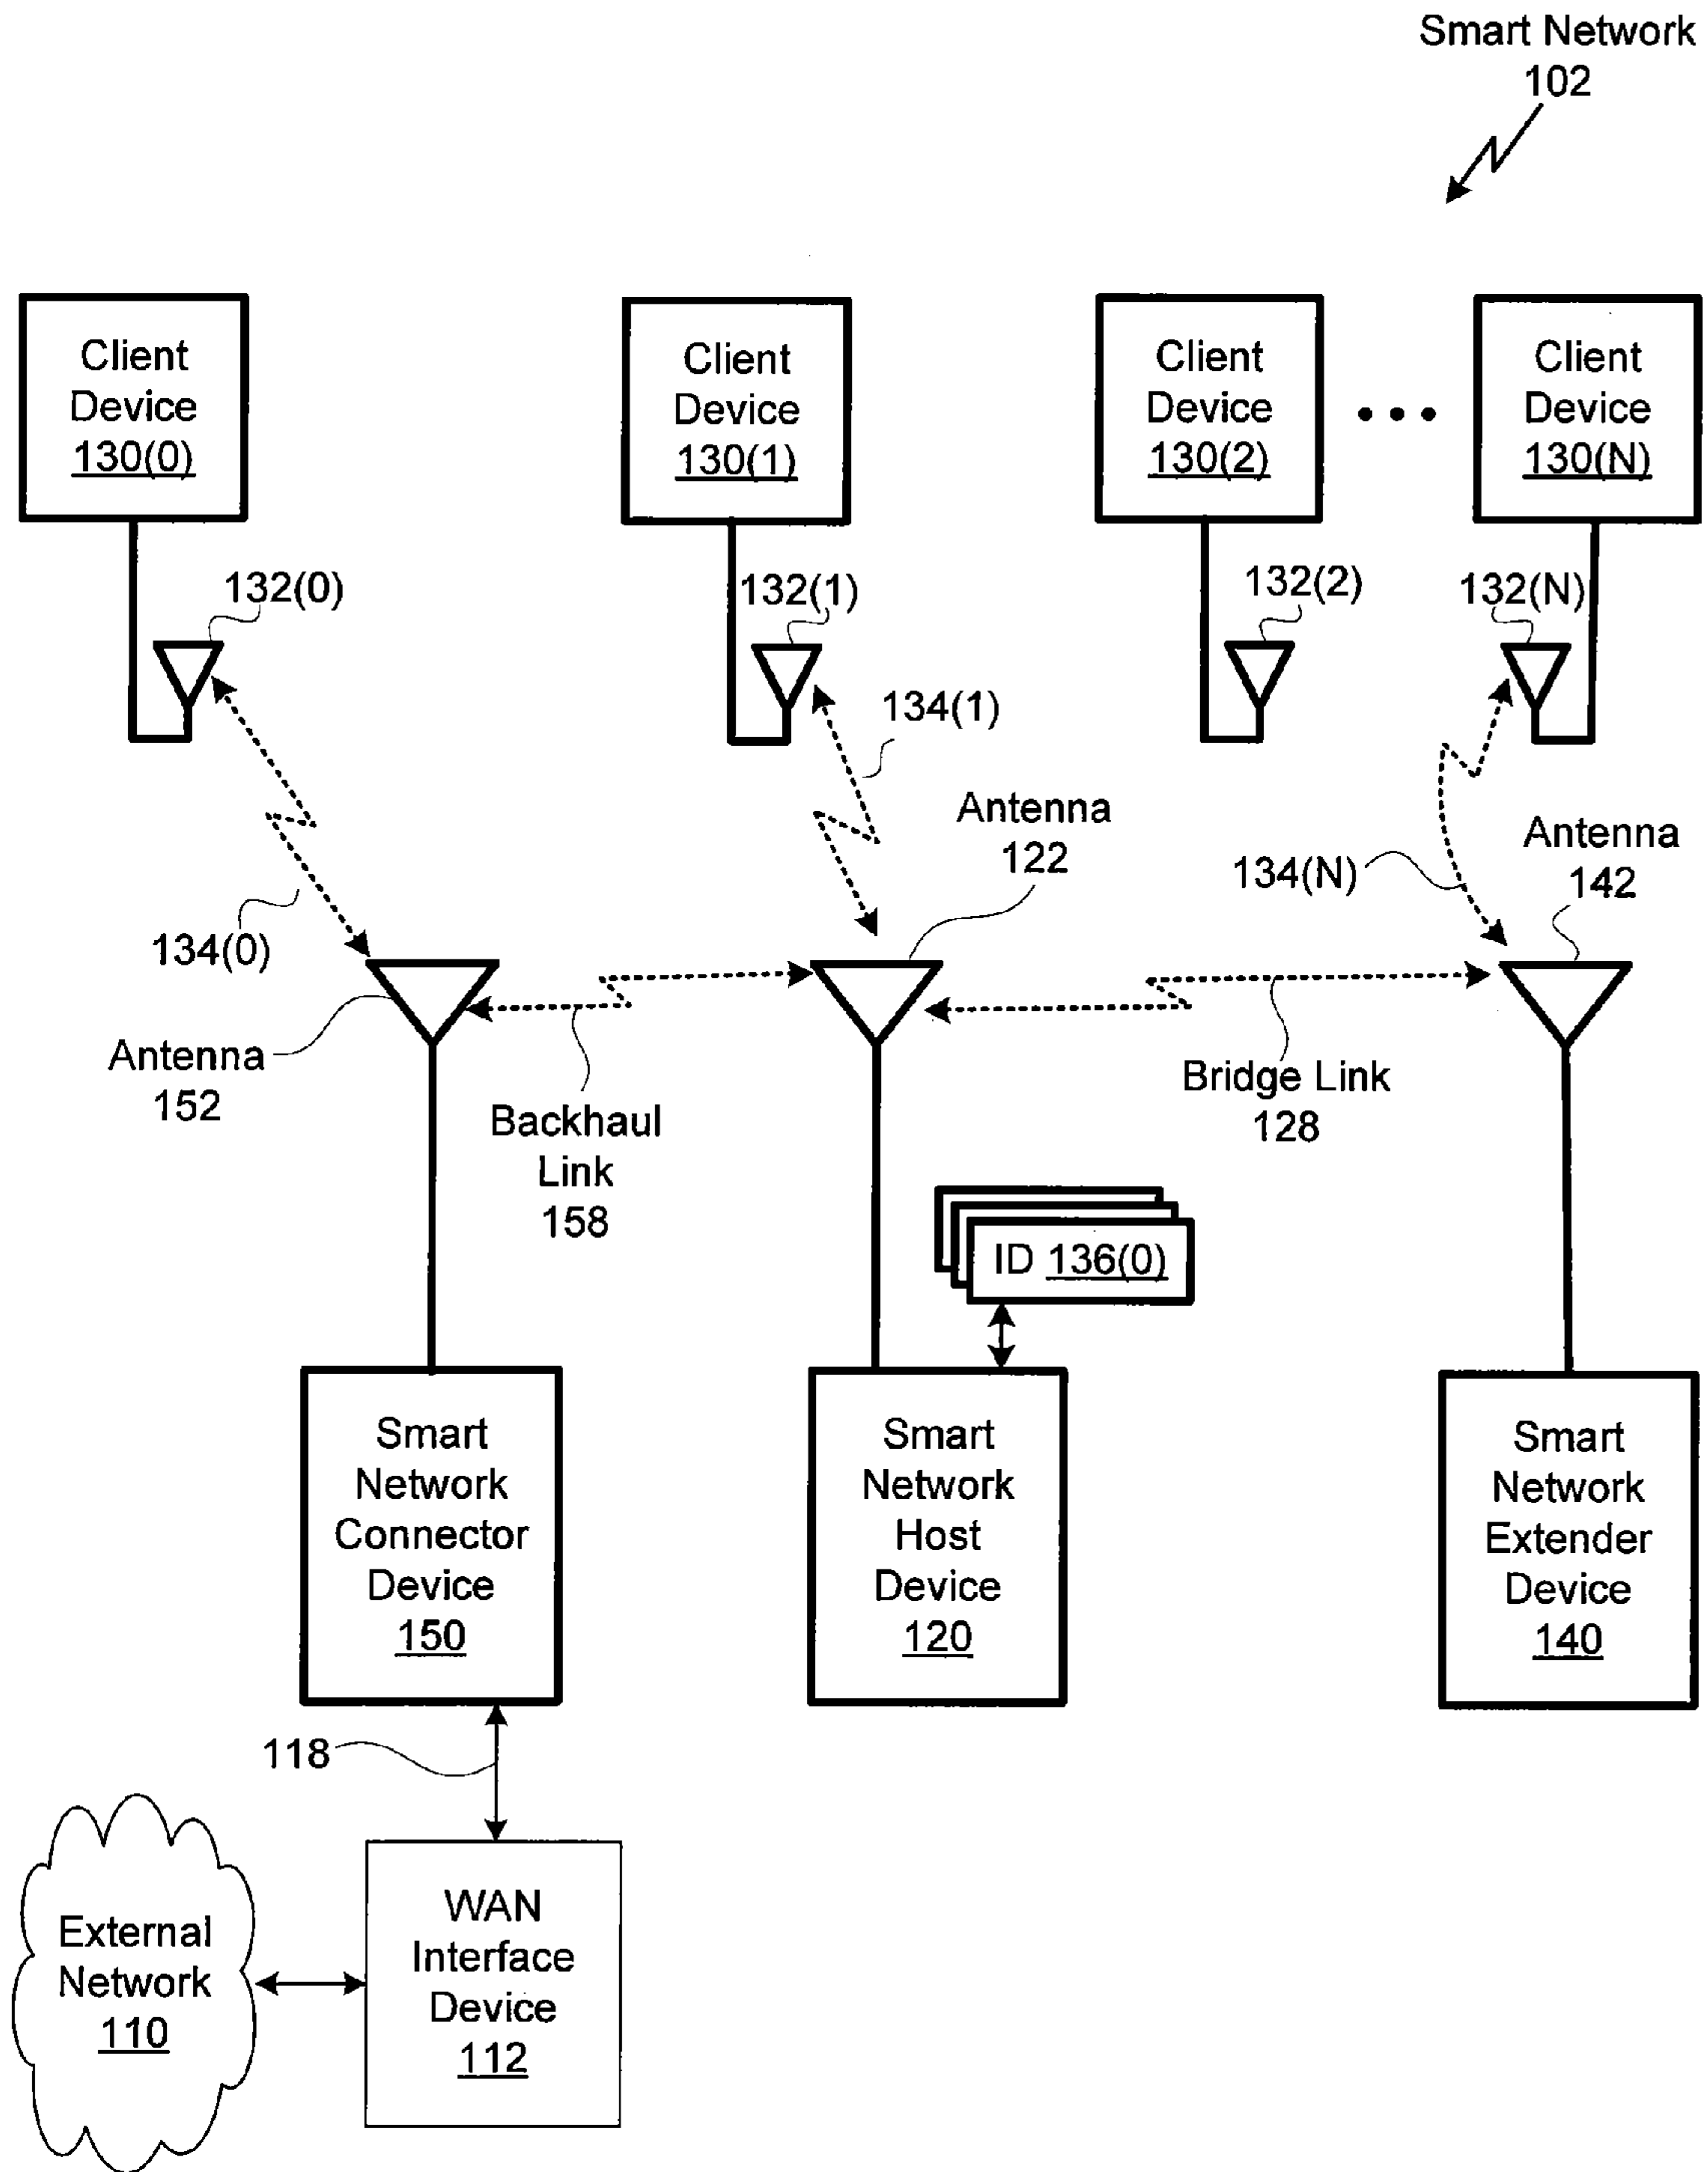 Smart Network
102
Client
Device
130(0)
Client
Device
130(1)
Client
Device
130(2)
Client
Device
130(N)
132(0)
132(1)
132(2)
132(N)
134(1)
Antenna
122
134(N)
Antenna
142
134(0)
Antenna
152
Backhaul
Link
158
Bridge Link
128
ID 136(0)
Smart
Network
Connector
Device
150
Smart
Network
Host
Device
120
Smart
Network
Extender
Device
140
118
External
Network
110
WAN
Interface
Device
112